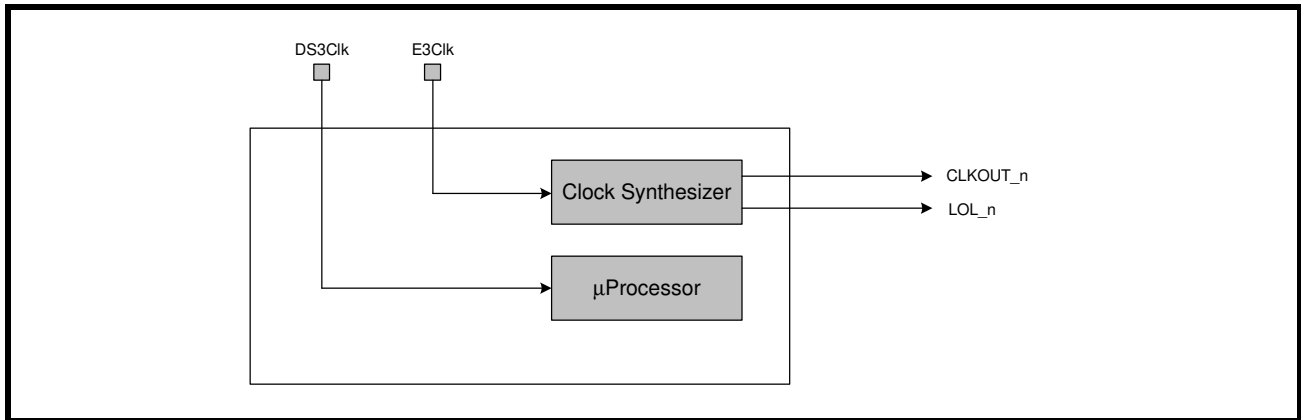 DS3Clk
E3Clk
Clock Synthesizer
CLKOUT_n
LOL_n
μProcessor